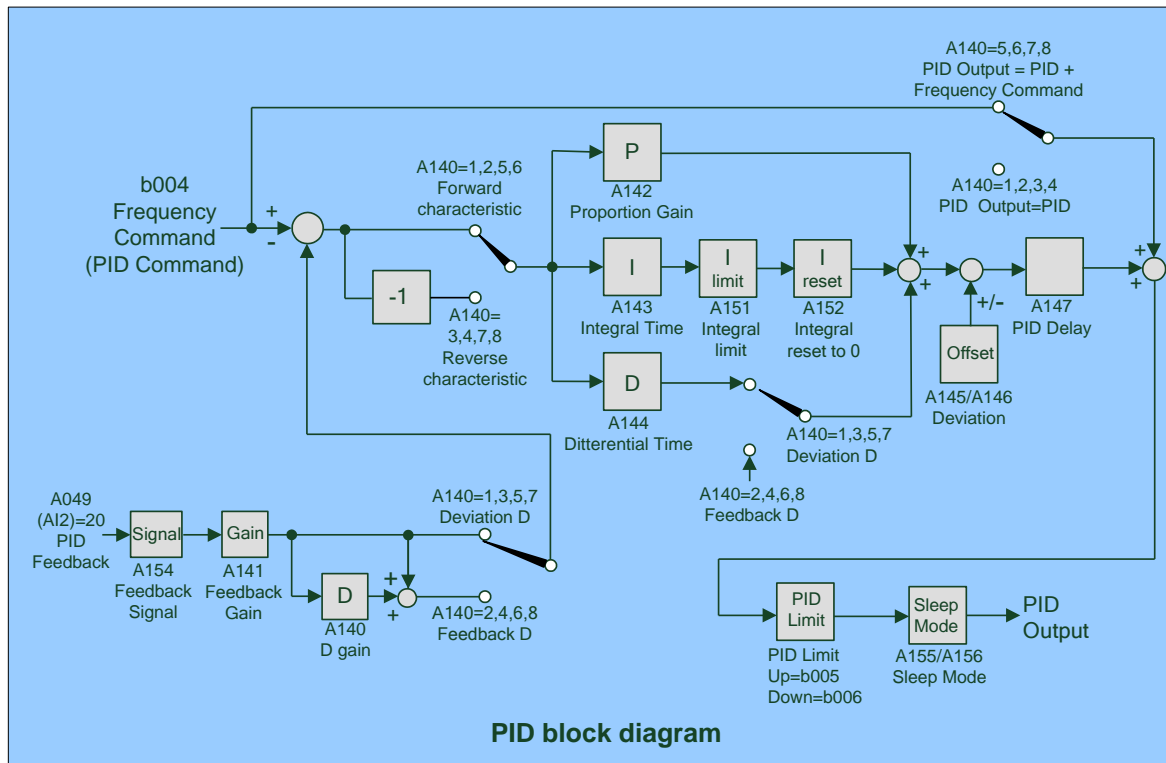 A140=5,6,7,8
PID Output = PID +
Frequency Command
A140=1,2,3,4
PID Output=PID
b004
Frequency
Command
(PID Command)
+
-
A140=1,2,5,6
Forward
characteristic
-1
A140=
3,4,7,8
Reverse
characteristic
P
A142
Proportion Gain
I
A143
Integral Time
I
limit
A151
Integral
limit
I
reset
A152
Integral
reset to 0
D
A144
Ditterential Time
A140=1,3,5,7
Deviation D
A140=2,4,6,8
Feedback D
+
+
+/-
Offset
A145/A146
Deviation
A147
PID Delay
+
+
A049
(AI2)=20
PID
Feedback
Signal
A154
Feedback
Signal
Gain
A141
Feedback
Gain
D
A140
D gain
+
+
A140=1,3,5,7
Deviation D
A140=2,4,6,8
Feedback D
PID
Limit
PID Limit
Up=b005
Down=b006
Sleep
Mode
A155/A156
Sleep Mode
PID
Output
PID block diagram